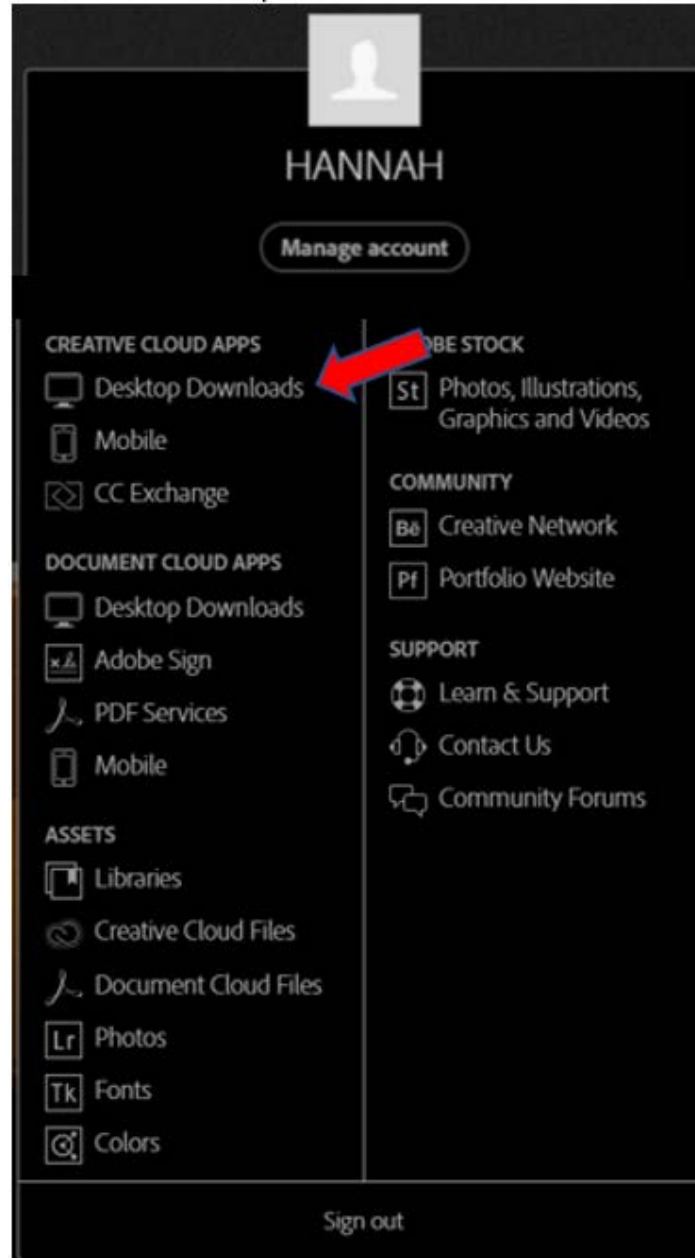 HANNAH
Manage account
CREATIVE CLOUD APPS
Desktop Downloads
Mobile
CC Exchange
DOCUMENT CLOUD APPS
Desktop Downloads
Adobe Sign
PDF Services
Mobile
ASSETS
Libraries
Creative Cloud Files
Document Cloud Files
Lr Photos
Tk Fonts
Colors
OBE STOCK
St Photos, Illustrations,
Graphics and Videos
COMMUNITY
Bē Creative Network
Pf Portfolio Website
SUPPORT
Learn & Support
Contact Us
Community Forums
Sign out